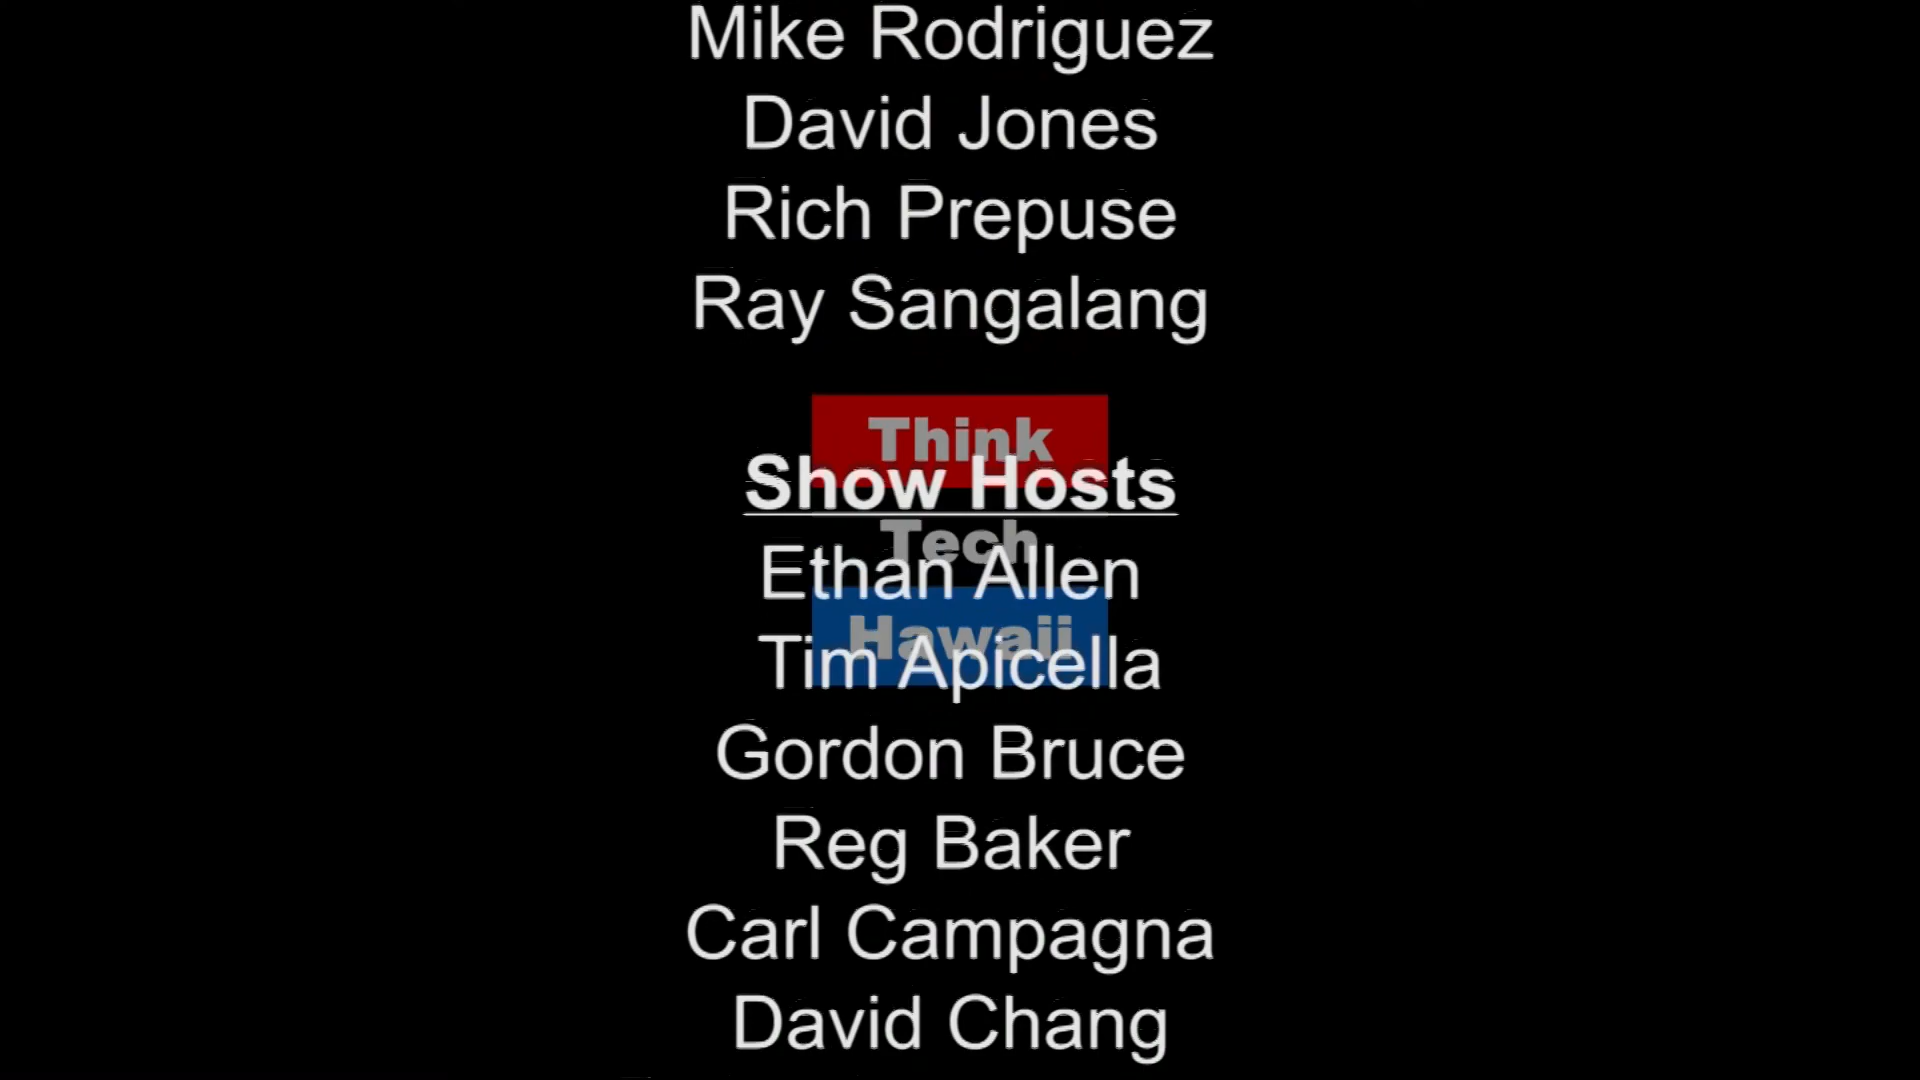 Mike Rodriguez
David Jones
Rich Prepuse
Ray Sangalang
Think
Show Hosts
Tech
Ethan Allen
Hawaii
Tim Apicella
Gordon Bruce
Reg Baker
Carl Campagna
David Chang